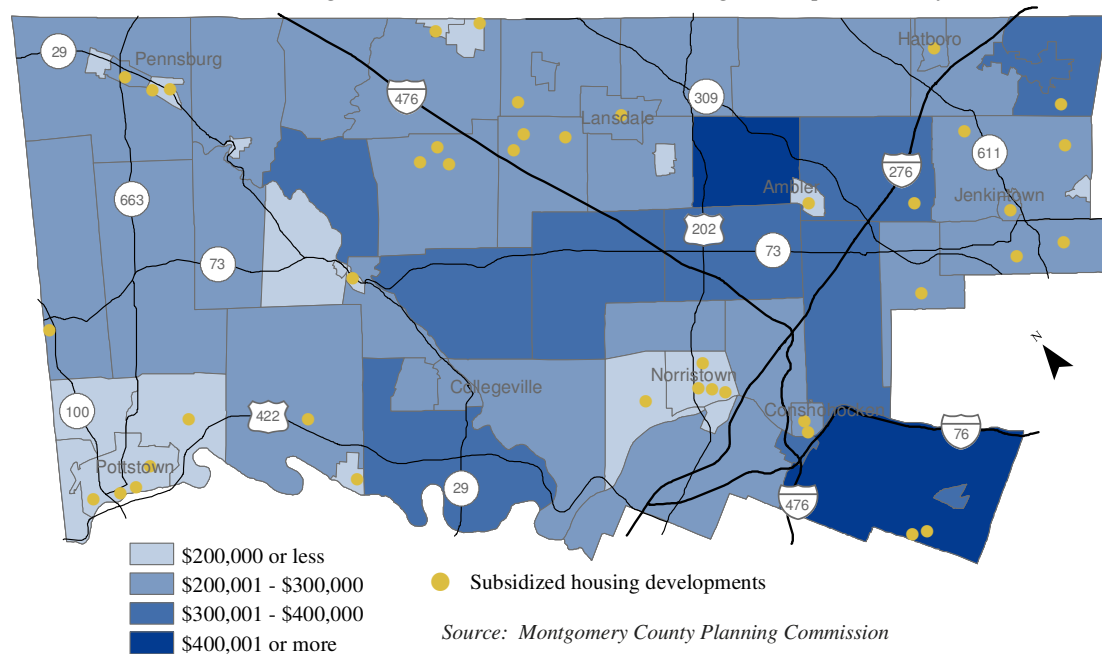 Hatboro
29
Pennsburg
476
309
Lansdale
611
276
Ambler
Jenkintown
663
202
73
73
N
Norristown
Collegeville
100
422
76
Pottstown
29
476
$200,000 or less
$200,001 - $300,000
Subsidized housing developments
$300,001 - $400,000
Source: Montgomery County Planning Commission
$400,001 or more